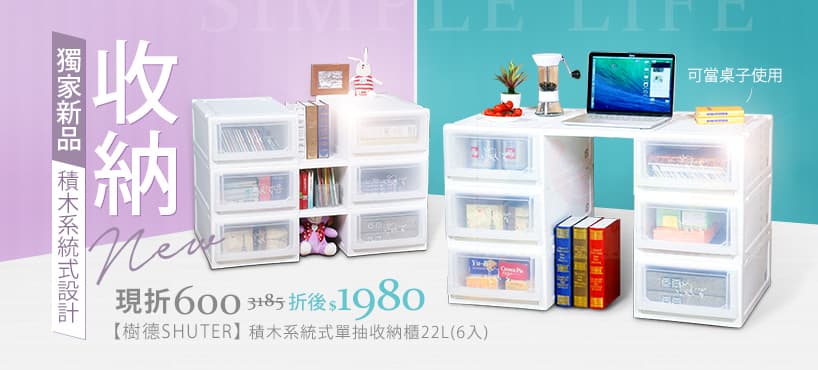 SIMPLE LIFE
獨家新品
積木系統式設計
收納
New
可當桌子使用
現折600 3185 折後$1980
【樹德SHUTER】積木系統式單抽收納櫃22L(6入)